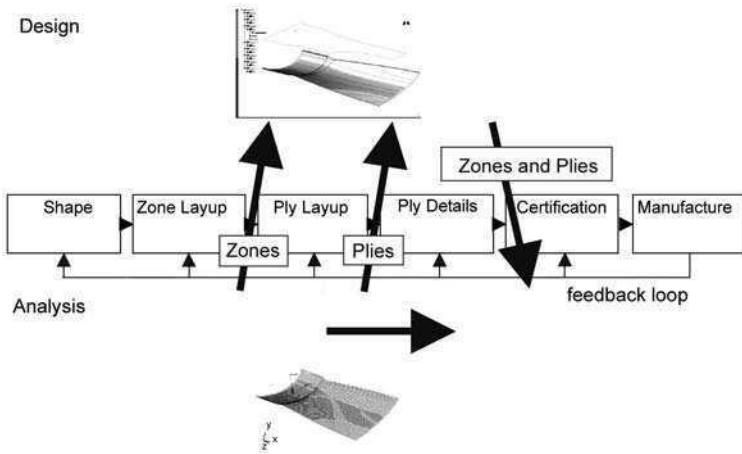 Design
Zones and Plies
Shape
Zone Layup
Ply Layup
Ply Details
Certification
Manufacture
Zones
Plies
feedback loop
Analysis
y
z x